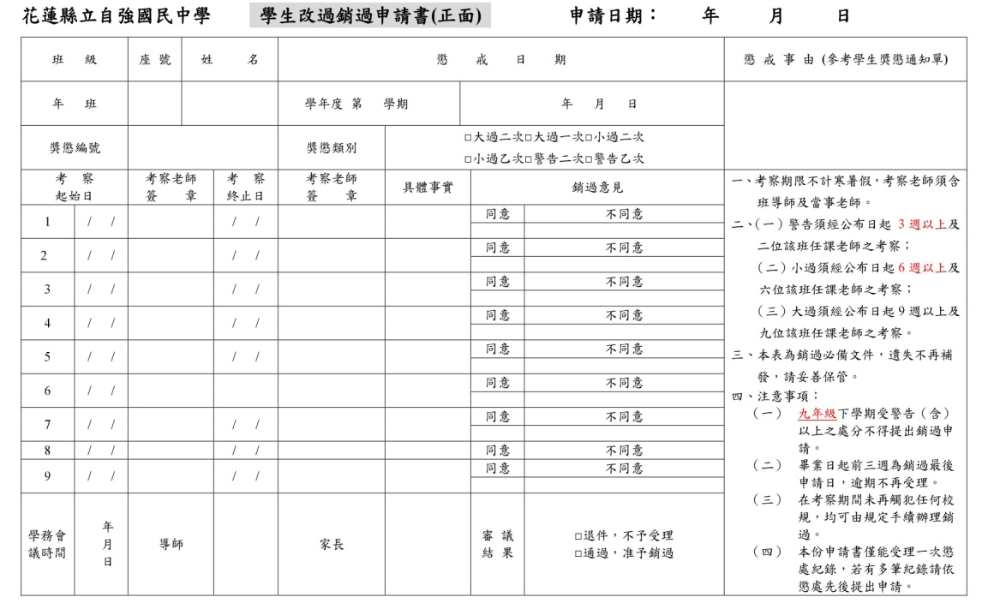 花蓮縣立自強國民中學 學生改過銷過申請書(正面) 申請日期： 年 月 日
班 級 座 號 姓 名 懲 戒 日 期 懲 戒 事 由 (參考學生獎懲通知單)
年 班 學年度 第 學期 年 月 日
獎懲編號 獎懲類別
□大過二次□大過一次□小過二次
□小過乙次□警告二次□警告乙次
考 察
起始日
考察老師
簽 章
考 察
終止日
考察老師
簽 章
具體事實
銷過意見
1 / / / / 同意 不同意
2 / / / / 同意 不同意
3 / / / / 同意 不同意
4 / / / / 同意 不同意
5 / / / / 同意 不同意
6 / / 同意 不同意
7 / / / / 同意 不同意
8 / / / / 同意 不同意
9 / / / / 同意 不同意
學務會
議時間
年
月
日
導師
家長
審 議
結 果
□退件，不予受理
□通過，准予銷過
一、考察期限不計寒暑假，考察老師須含
班導師及當事老師。
二、(一) 警告須經公布日起 3 週以上及
二位該班任課老師之考察；
(二) 小過須經公布日起 6 週以上及
六位該班任課老師之考察；
(三) 大過須經公布日起 9 週以上及
九位該班任課老師之考察。
三、本表為銷過必備文件，遺失不再補
發，請妥善保管。
四、注意事項：
(一) 九年級下學期受警告（含）
以上之處分不得提出銷過申
請。
(二) 畢業日起前三週為銷過最後
申請日，逾期不再受理。
(三) 在考察期間未再觸犯任何校
規，均可由規定手續辦理銷
過。
(四) 本份申請書僅能受理一次懲
處紀錄，若有多筆紀錄請依
懲處先後提出申請。